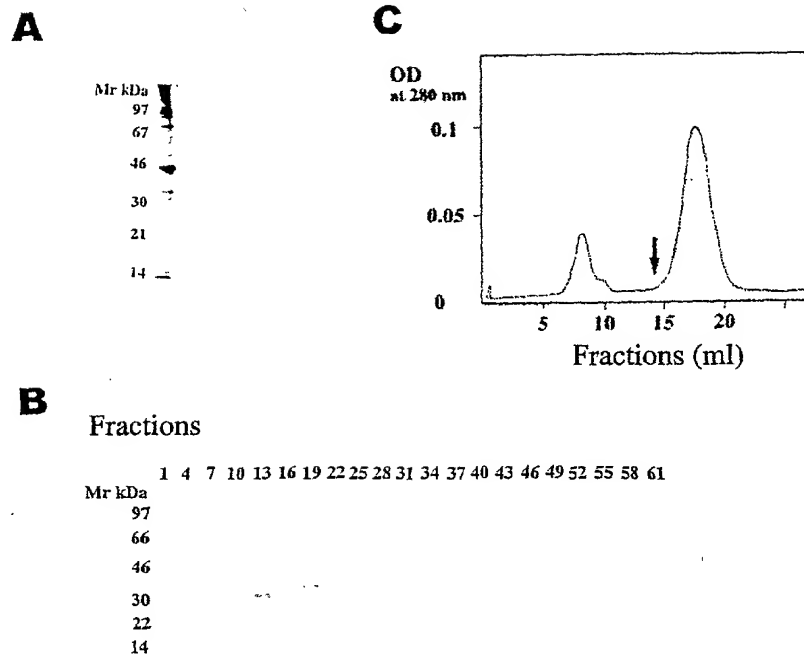 A
Mr kDa
97
67
46
30
21
14
C
OD
at 280 nm
0.1
0.05
0
5 10 15 20
Fractions (ml)
B
Fractions
1 4 7 10 13 16 19 22 25 28 31 34 37 40 43 46 49 52 55 58 61
Mr kDa
97
66
46
30
22
14